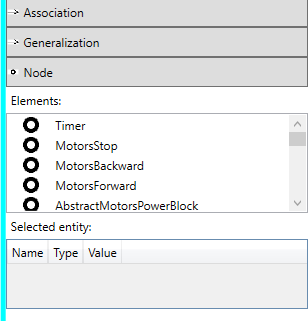 Association
Generalization
Node
Elements:
Timer
MotorsStop
MotorsBackward
MotorsForward
AbstractMotorsPowerBlock
Selected entity:
Name Type Value